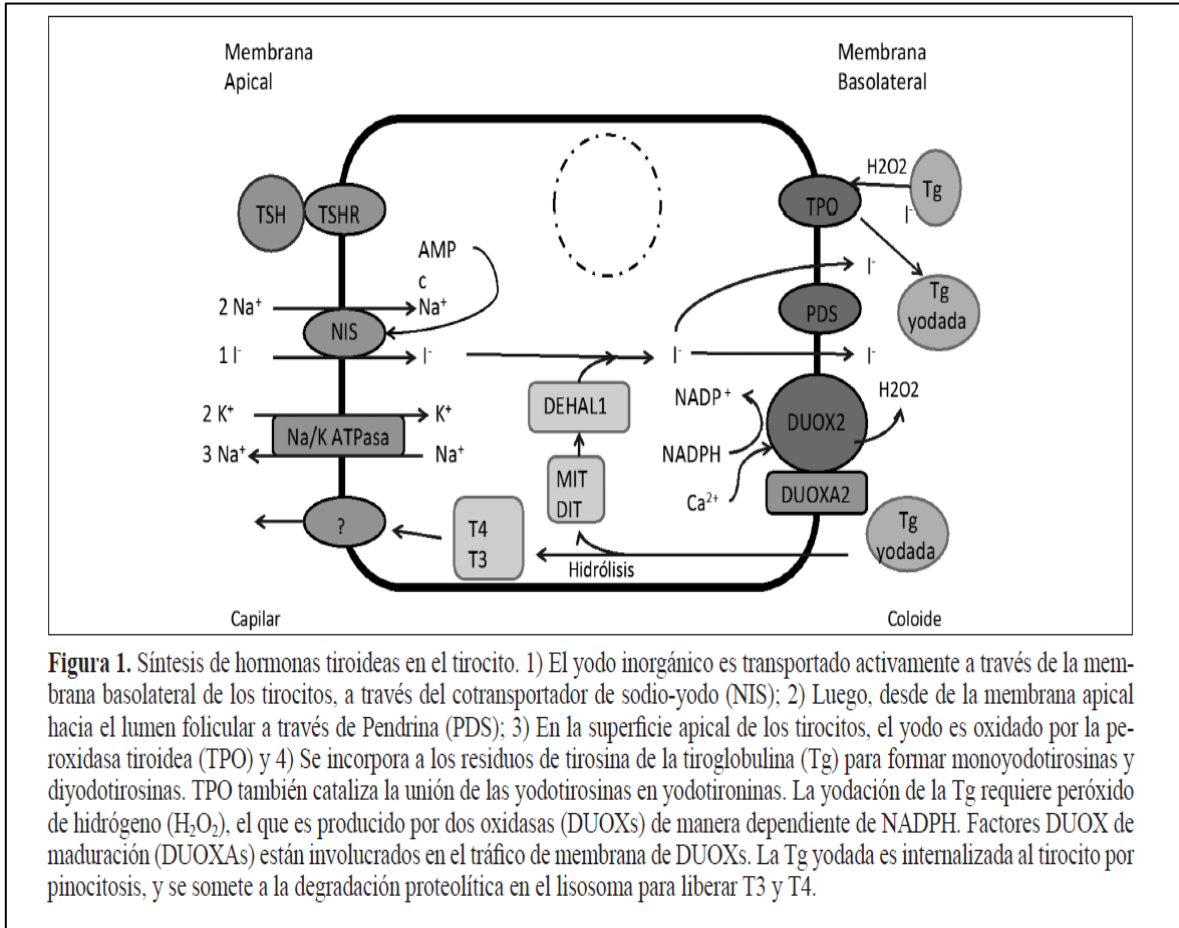 Membrana
Apical
Membrana
Basolateral
H2O2
TSH
TSHR
TPO
Tg
I-
AMP
c
2 Na⁺
Na⁺
I-
NIS
PDS
Tg
yodada
1 I-
I-
I-
I-
DEHAL1
NADP⁺
H2O2
2 K⁺
K⁺
DUOX2
Na/K ATPasa
3 Na⁺
Na⁺
NADPH
MIT
DIT
Ca²⁺
DUOXA2
?
T4
T3
Tg
yodada
Hidrólisis
Capilar
Coloide
Figura 1. Síntesis de hormonas tiroideas en el tirocito. 1) El yodo inorgánico es transportado activamente a través de la mem-
brana basolateral de los tirocitos, a través del cotransportador de sodio-yodo (NIS); 2) Luego, desde de la membrana apical
hacia el lumen folicular a través de Pendrina (PDS); 3) En la superficie apical de los tirocitos, el yodo es oxidado por la pe-
roxidasa tiroidea (TPO) y 4) Se incorpora a los residuos de tirosina de la tiroglobulina (Tg) para formar monoyodotirosinas y
diyodotirosinas. TPO también cataliza la unión de las yodotirosinas en yodotironinas. La yodación de la Tg requiere peróxido
de hidrógeno (H₂O₂), el que es producido por dos oxidasas (DUOXs) de manera dependiente de NADPH. Factores DUOX de
maduración (DUOXAs) están involucrados en el tráfico de membrana de DUOXs. La Tg yodada es internalizada al tirocito por
pinocitosis, y se somete a la degradación proteolítica en el lisosoma para liberar T3 y T4.